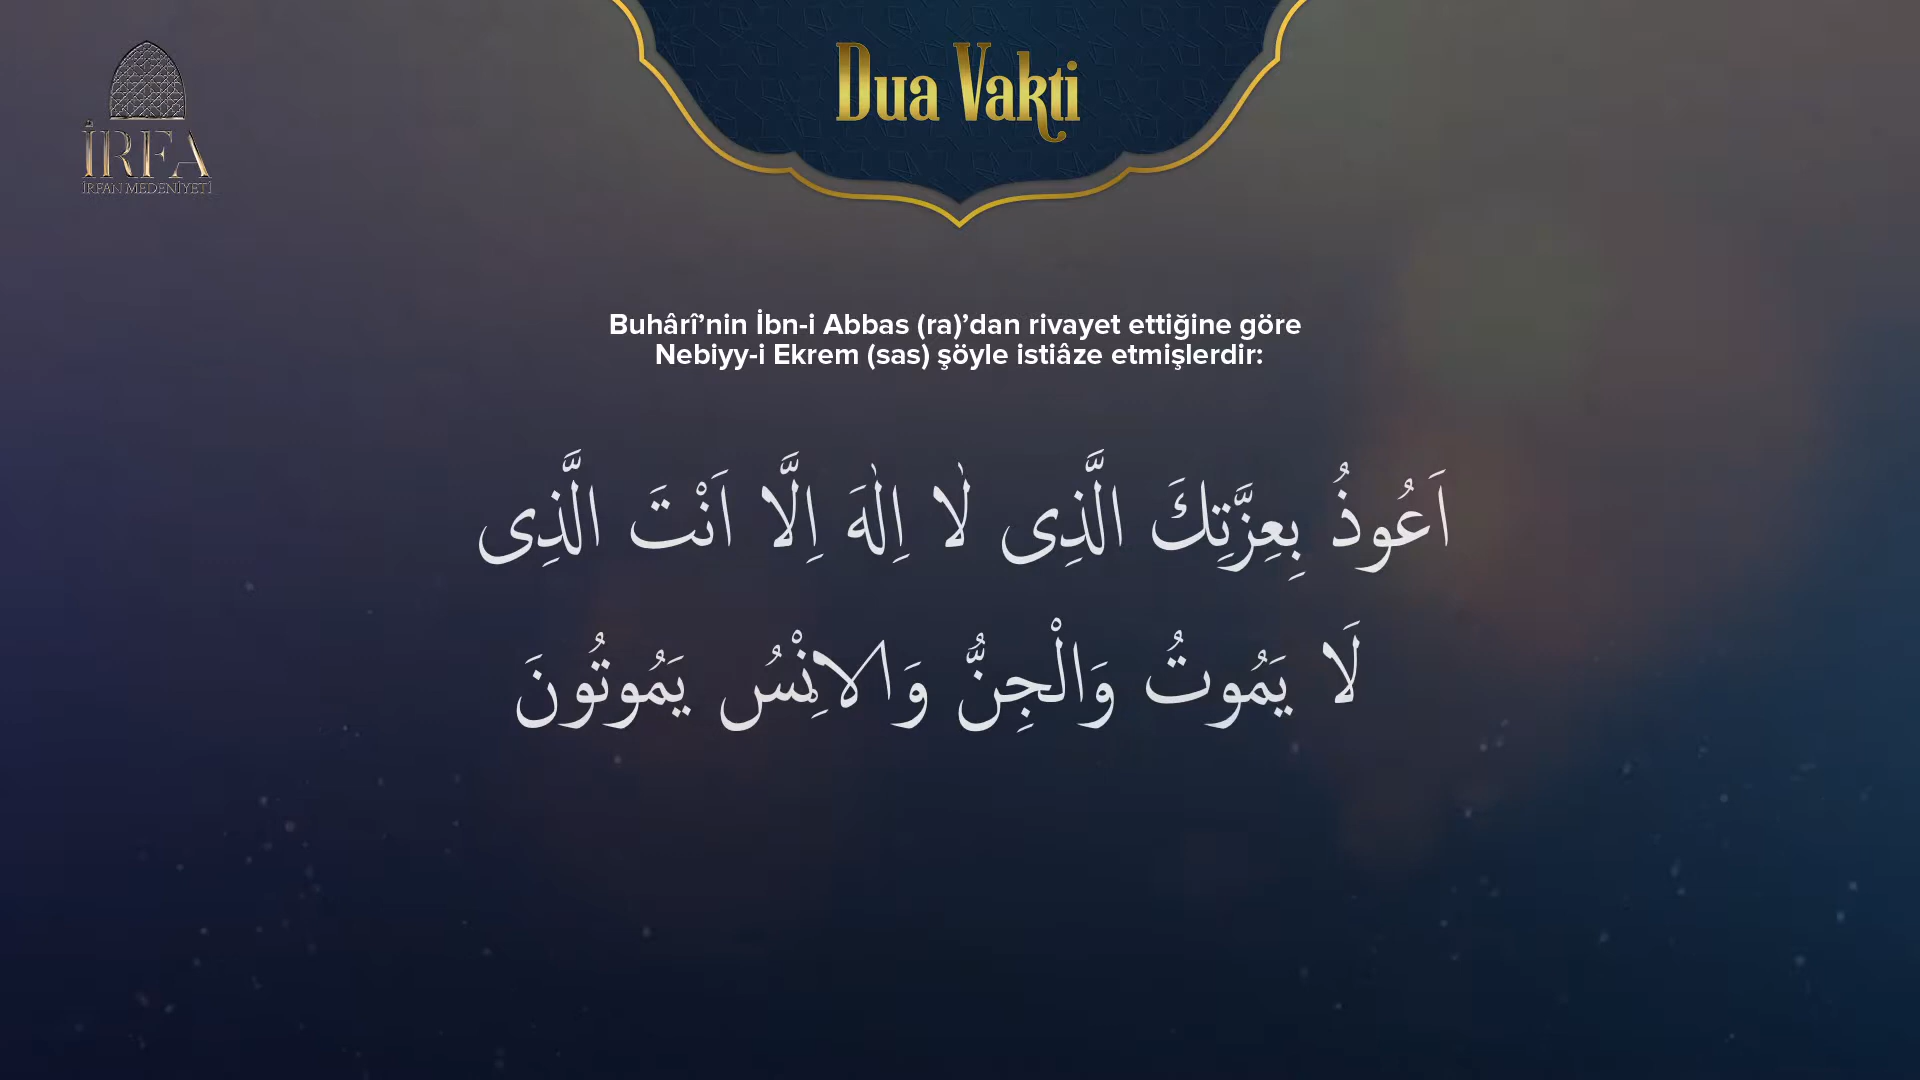 İRFA
İRFAN MEDENİYETİ
Dua Vakti
Buhârî’nin İbn-i Abbas (ra)’dan rivayet ettiğine göre
Nebiyy-i Ekrem (sas) şöyle istiâze etmişlerdir:
اَعُوذُ بِعِزَّتِكَ الَّذِى لٰا اِلٰهَ اِلَّا اَنْتَ الَّذِى
لَا يَمُوتُ وَالْجِنُّ وَالاِنْسُ يَمُوتُونَ